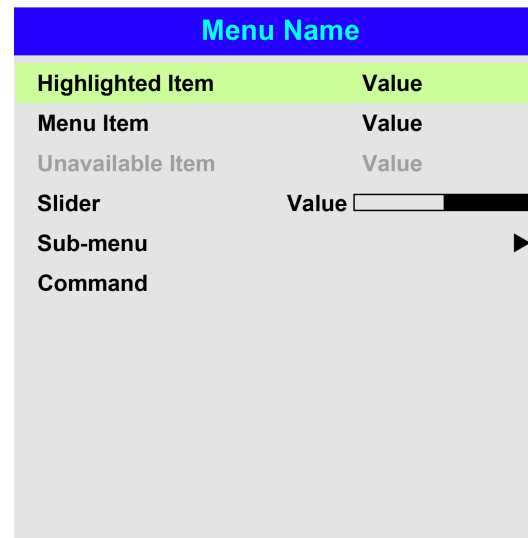 Menu Name
Highlighted Item Value
Menu Item Value
Unavailable Item Value
Slider Value
Sub-menu
Command